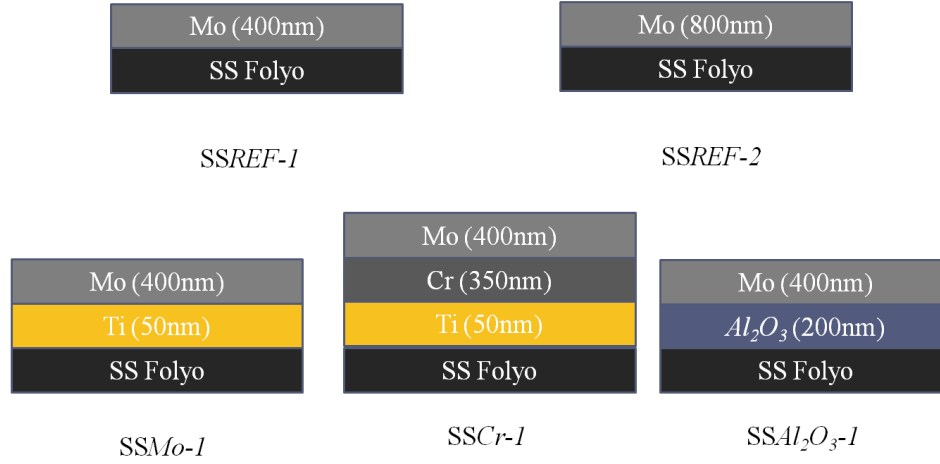 Mo (400nm)
SS Folyo
SSREF-1
Mo (800nm)
SS Folyo
SSREF-2
Mo (400nm)
Ti (50nm)
SS Folyo
SSMo-1
Mo (400nm)
Cr (350nm)
Ti (50nm)
SS Folyo
SSCr-1
Mo (400nm)
Al₂O₃ (200nm)
SS Folyo
SSAl₂O₃-1